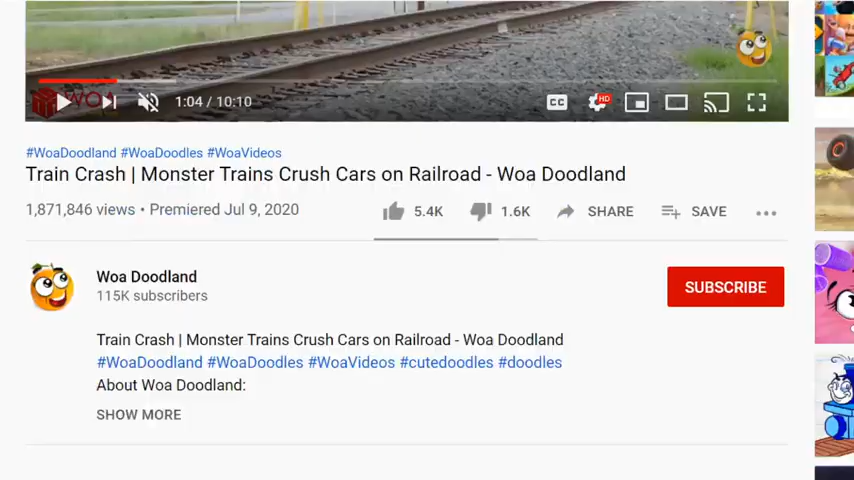 WOA
1:04 / 10:10
CC
HD
#WoaDoodland #WoaDoodles #WoaVideos
Train Crash | Monster Trains Crush Cars on Railroad - Woa Doodland
1,871,846 views • Premiered Jul 9, 2020
5.4K
1.6K
SHARE
SAVE
Woa Doodland
115K subscribers
SUBSCRIBE
Train Crash | Monster Trains Crush Cars on Railroad - Woa Doodland
#WoaDoodland #WoaDoodles #WoaVideos #cutedoodles #doodles
About Woa Doodland:
SHOW MORE